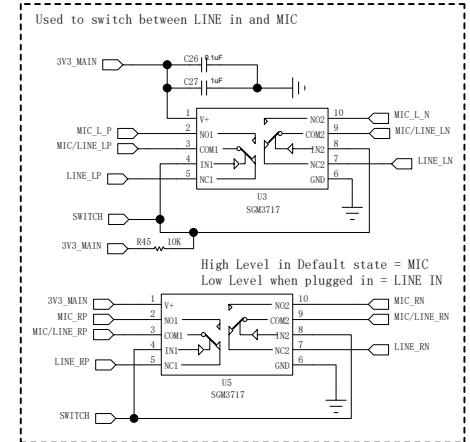 Used to switch between LINE in and MIC
C26 0.1uF
3V3_MAIN
C27 1uF
1 V+ NO2 10 MIC_L_N
MIC_L_P 2 NO1 COM2 9 MIC/LINE_LN
MIC/LINE_LP 3 COM1 IN2 8
4 IN1 NC2 7 LINE_LN
LINE_LP 5 NC1 GND 6
U3
SGM3717
SWITCH
3V3_MAIN R45 10K
High Level in Default state = MIC
Low Level when plugged in = LINE IN
3V3_MAIN 1 V+ NO2 10 MIC_RN
MIC_RP 2 NO1 COM2 9 MIC/LINE_RN
MIC/LINE_RP 3 COM1 IN2 8
4 IN1 NC2 7 LINE_RN
LINE_RP 5 NC1 GND 6
U5
SGM3717
SWITCH